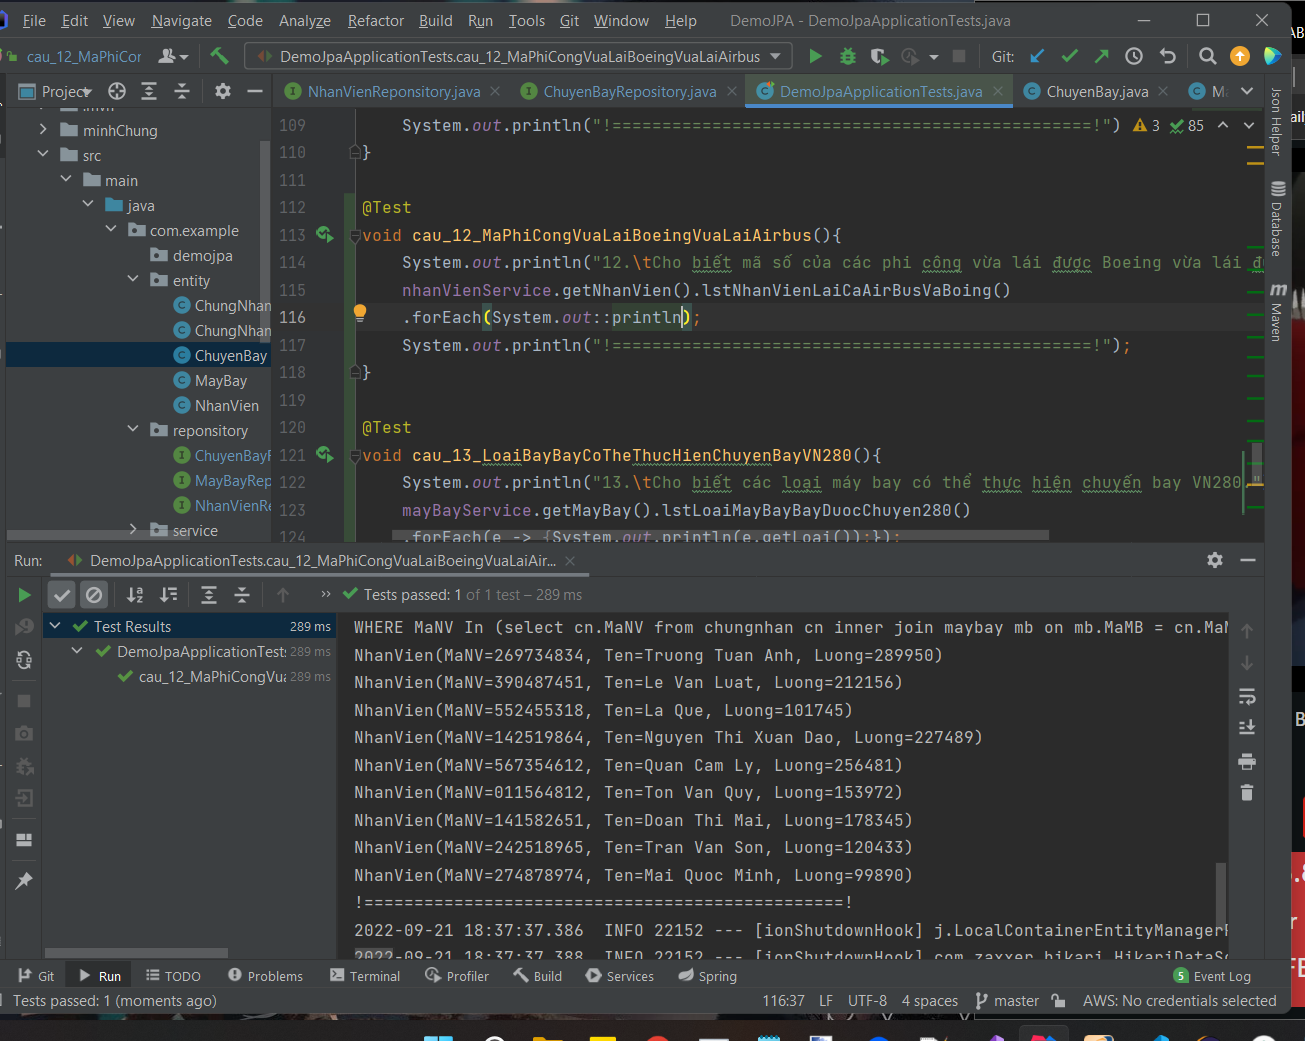 File Edit View Navigate Code Analyze Refactor Build Run Tools Git Window Help DemoJPA - DemoJpaApplicationTests.java
cau_12_MaPhiCor DemoJpaApplicationTests.cau_12_MaPhiCongVuaLaiBoeingVuaLaiAirbus Git:
Project NhanVienReponsitory.java ChuyenBayRepository.java DemoJpaApplicationTests.java ChuyenBay.java
minhChung
src
main
java
com.example
demojpa
entity
ChungNhan
ChungNhan
ChuyenBay
MayBay
NhanVien
reponsitory
ChuyenBayF
MayBayRep
NhanVienRe
service
109 System.out.println("!================================================!") 3 85
110 }
111
112 @Test
113 void cau_12_MaPhiCongVuaLaiBoeingVuaLaiAirbus(){
114 System.out.println("12.\tCho biết mã số của các phi công vừa lái được Boeing vừa lái
115 nhanVienService.getNhanVien().lstNhanVienLaiCaAirBusVaBoing()
116 .forEach(System.out::println);
117 System.out.println("!================================================!");
118 }
119
120 @Test
121 void cau_13_LoaiBayBayCoTheThucHienChuyenBayVN280(){
122 System.out.println("13.\tCho biết các loại máy bay có thể thực hiện chuyến bay VN280
123 mayBayService.getMayBay().lstLoaiMayBayBayDuocChuyen280()
124 .forEach(e -> {System.out.println(e.getLoai());});
Json Helper
Database
Maven
Run: DemoJpaApplicationTests.cau_12_MaPhiCongVuaLaiBoeingVuaLaiAir...
Tests passed: 1 of 1 test – 289 ms
Test Results 289 ms
DemoJpaApplicationTest: 289 ms
cau_12_MaPhiCongVua 289 ms
WHERE MaNV In (select cn.MaNV from chungnhan cn inner join maybay mb on mb.MaMB = cn.MaM
NhanVien(MaNV=269734834, Ten=Truong Tuan Anh, Luong=289950)
NhanVien(MaNV=390487451, Ten=Le Van Luat, Luong=212156)
NhanVien(MaNV=552455318, Ten=La Que, Luong=101745)
NhanVien(MaNV=142519864, Ten=Nguyen Thi Xuan Dao, Luong=227489)
NhanVien(MaNV=567354612, Ten=Quan Cam Ly, Luong=256481)
NhanVien(MaNV=011564812, Ten=Ton Van Quy, Luong=153972)
NhanVien(MaNV=141582651, Ten=Doan Thi Mai, Luong=178345)
NhanVien(MaNV=242518965, Ten=Tran Van Son, Luong=120433)
NhanVien(MaNV=274878974, Ten=Mai Quoc Minh, Luong=99890)
!================================================!
2022-09-21 18:37:37.386 INFO 22152 --- [ionShutdownHook] j.LocalContainerEntityManagerF
2022-09-21 18:37:37.388 INFO 22152 --- [ionShutdownHook] com.zaxxer.hikari.HikariDataSo
Git Run TODO Problems Terminal Profiler Build Services Spring 5 Event Log
Tests passed: 1 (moments ago) 116:37 LF UTF-8 4 spaces master AWS: No credentials selected